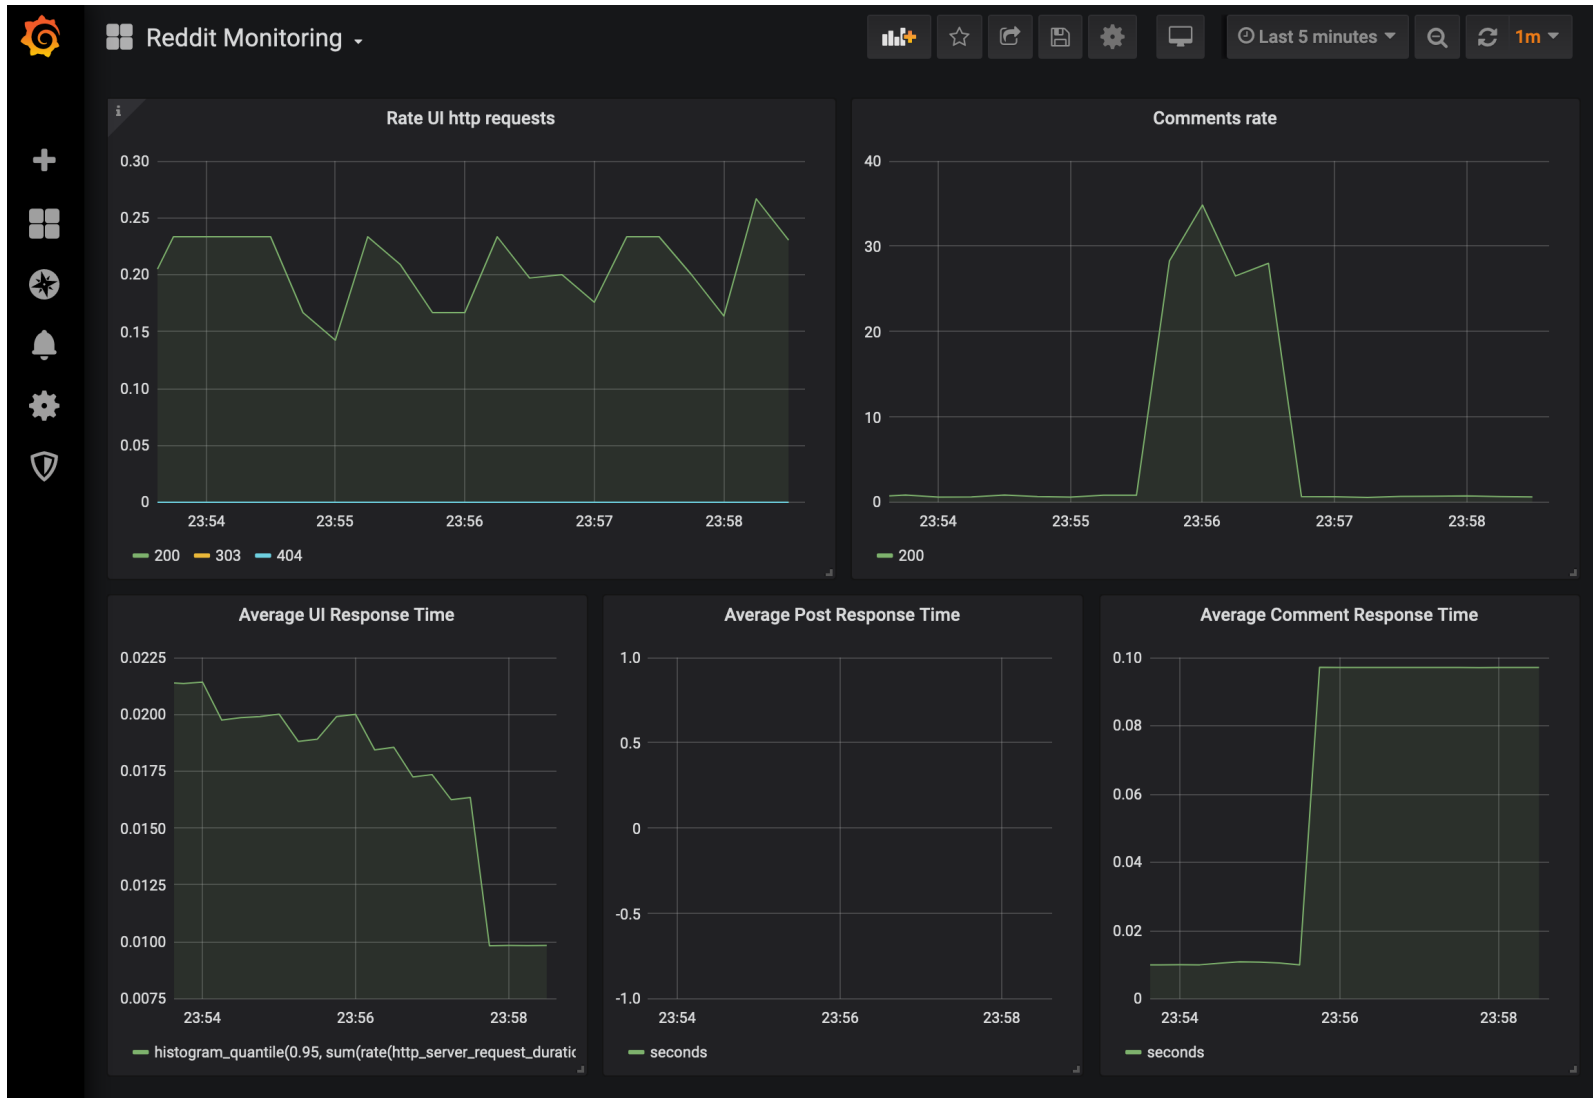 Reddit Monitoring
Last 5 minutes
1m
i
Rate UI http requests
0.30
0.25
0.20
0.15
0.10
0.05
0
23:54 23:55 23:56 23:57 23:58
200 303 404
Comments rate
40
30
20
10
0
23:54 23:55 23:56 23:57 23:58
200
Average UI Response Time
0.0225
0.0200
0.0175
0.0150
0.0125
0.0100
0.0075
23:54 23:56 23:58
histogram_quantile(0.95, sum(rate(http_server_request_duratic
Average Post Response Time
1.0
0.5
0
-0.5
-1.0
23:54 23:56 23:58
seconds
Average Comment Response Time
0.10
0.08
0.06
0.04
0.02
0
23:54 23:56 23:58
seconds